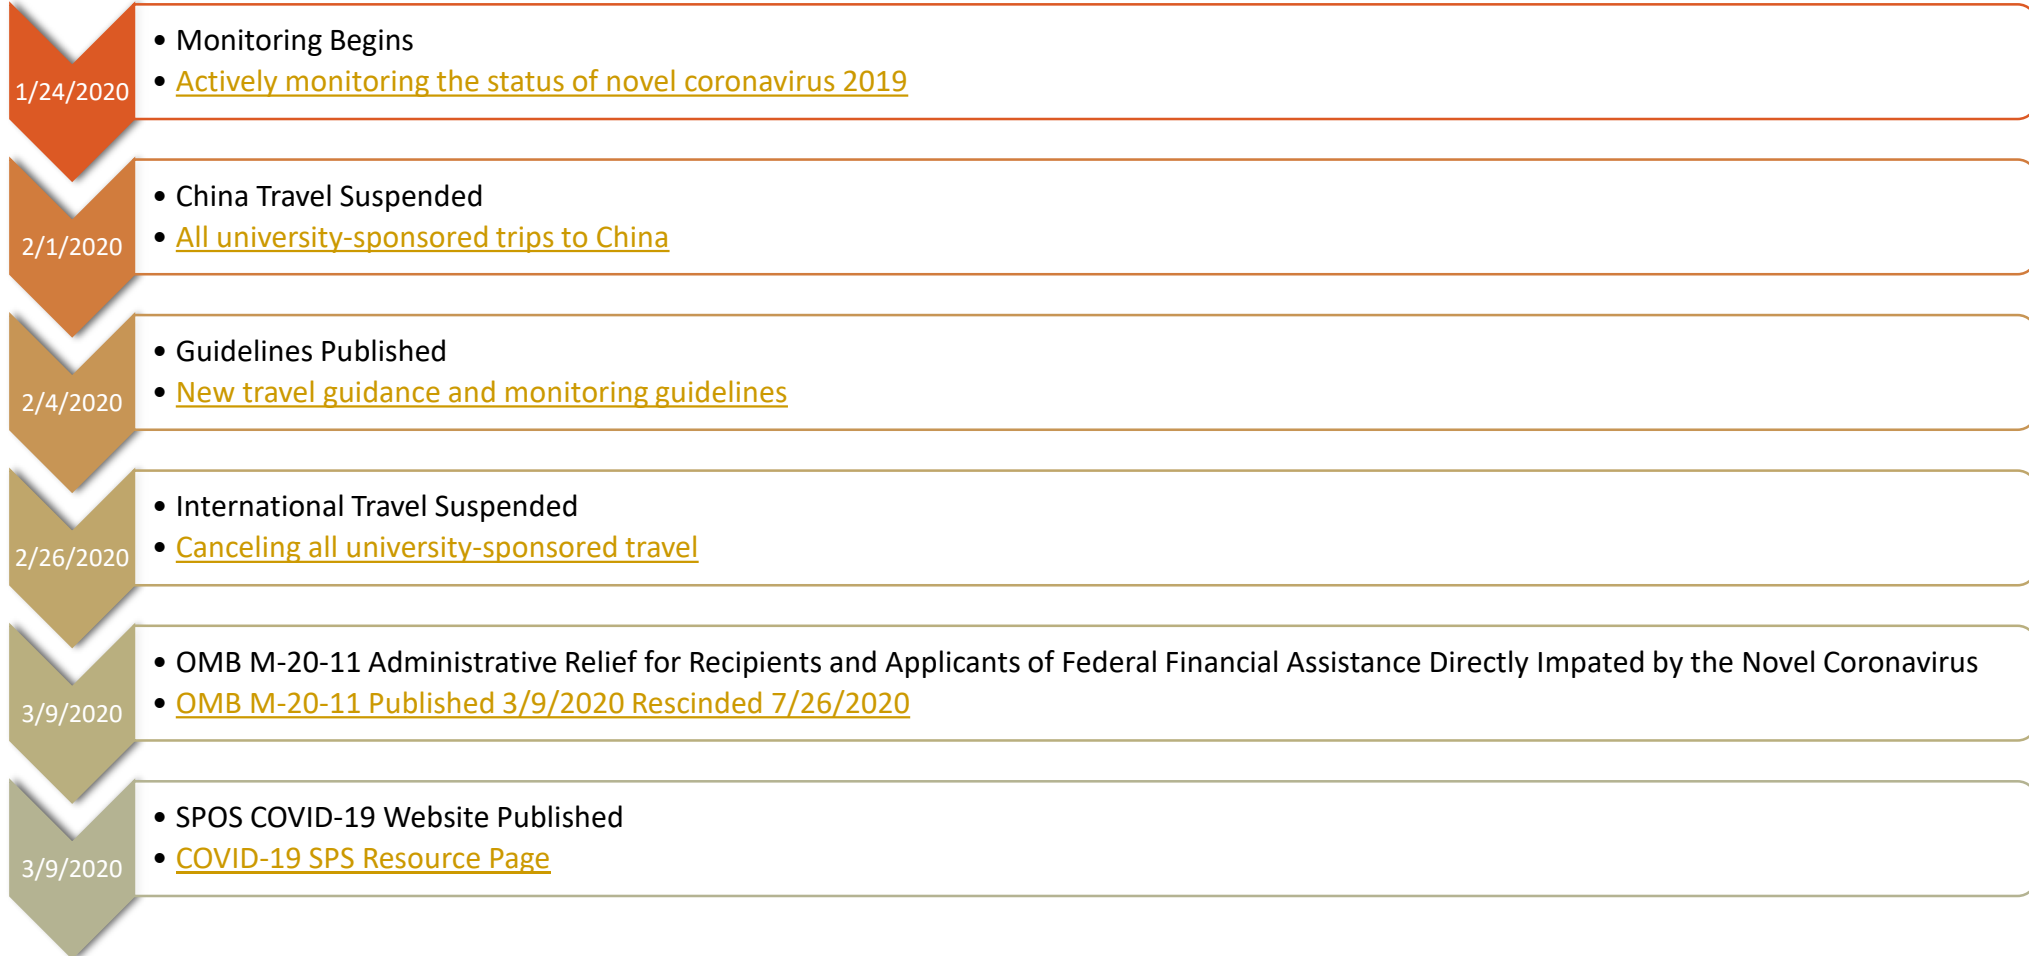 1/24/2020
• Monitoring Begins
• Actively monitoring the status of novel coronavirus 2019
2/1/2020
• China Travel Suspended
• All university-sponsored trips to China
2/4/2020
• Guidelines Published
• New travel guidance and monitoring guidelines
2/26/2020
• International Travel Suspended
• Canceling all university-sponsored travel
3/9/2020
• OMB M-20-11 Administrative Relief for Recipients and Applicants of Federal Financial Assistance Directly Impated by the Novel Coronavirus
• OMB M-20-11 Published 3/9/2020 Rescinded 7/26/2020
3/9/2020
• SPOS COVID-19 Website Published
• COVID-19 SPS Resource Page